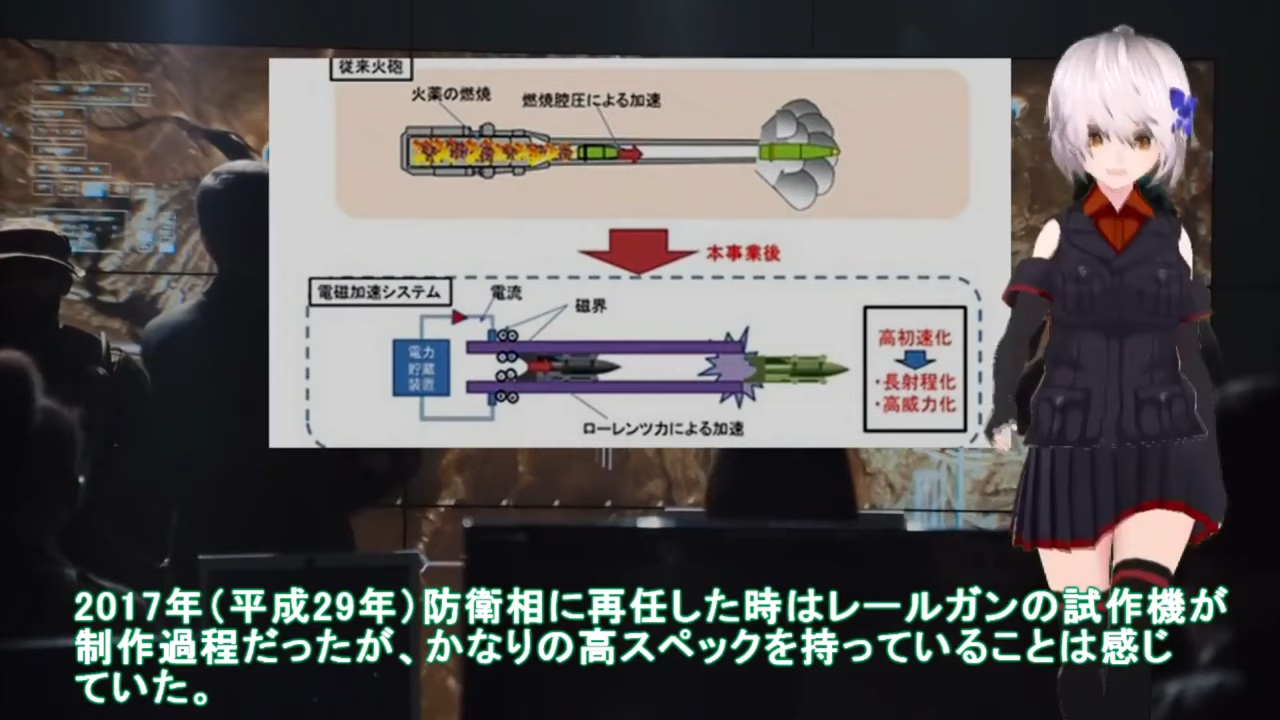 従来火砲
火薬の燃焼
燃焼膛圧による加速
本事業後
電磁加速システム
電流
磁界
電力
貯蔵
装置
高初速化
・長射程化
・高威力化
ローレンツ力による加速
2017年（平成29年）防衛相に再任した時はレールガンの試作機が
制作過程だったが、かなりの高スペックを持っていることは感じ
ていた。